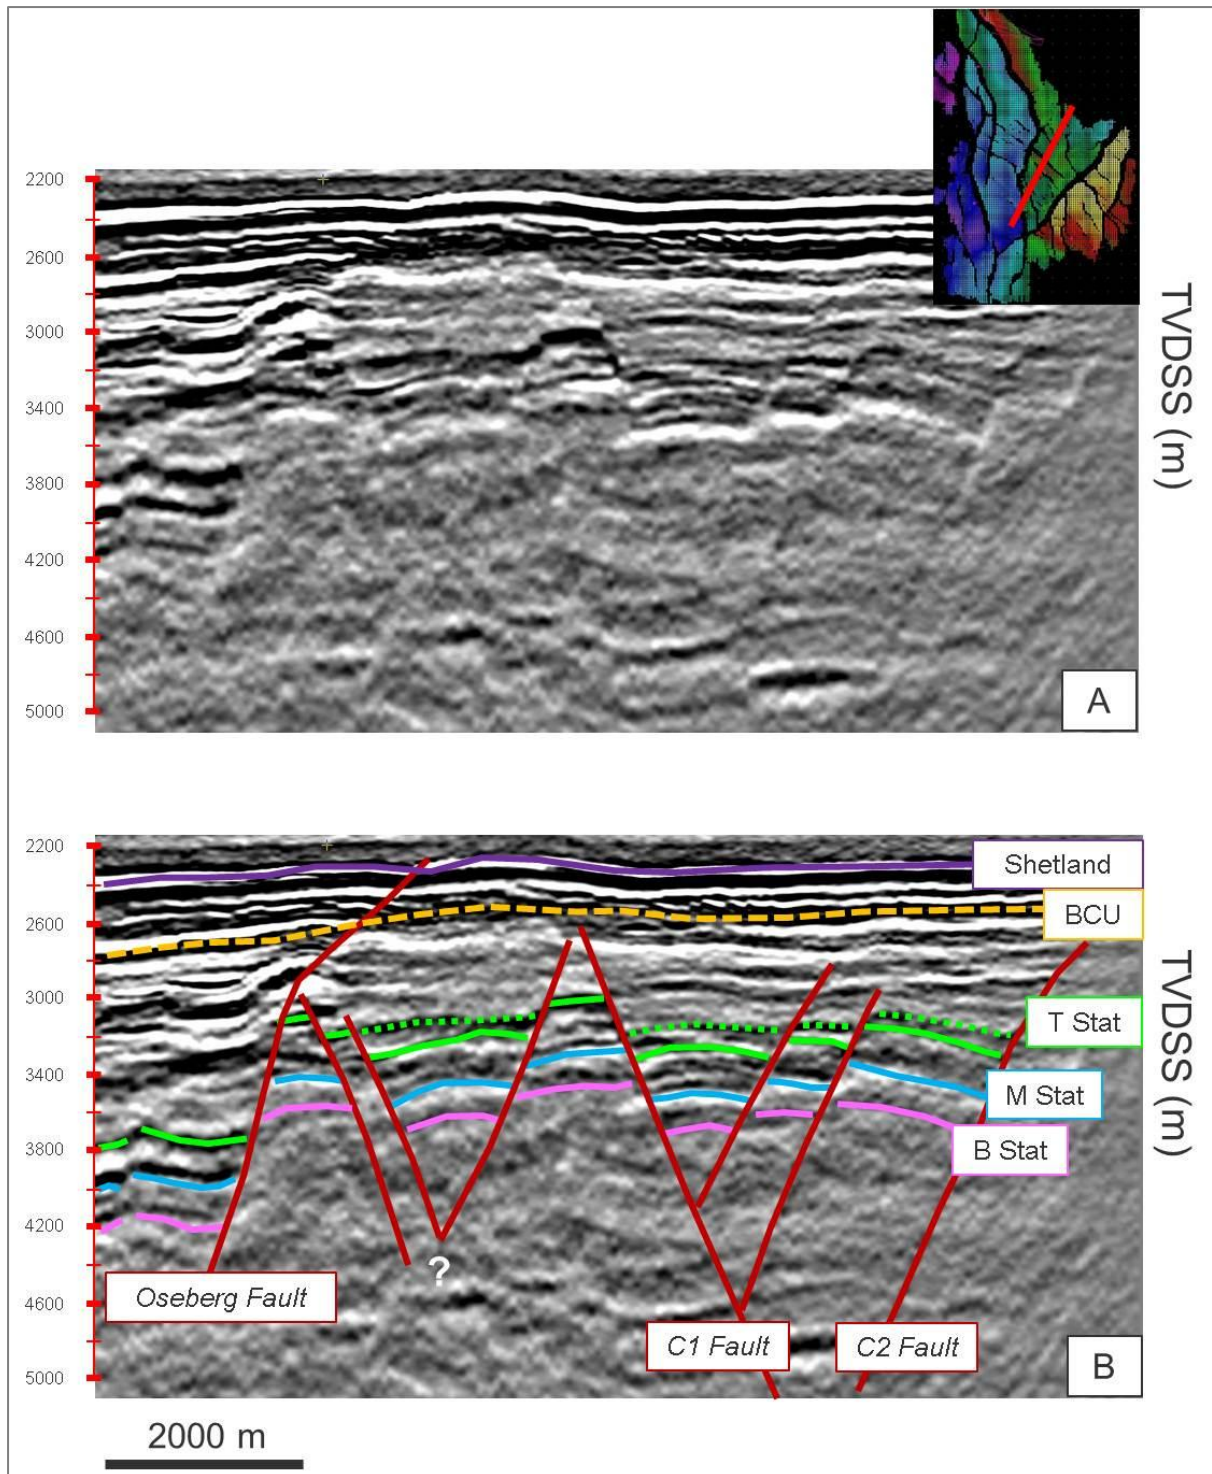 2200
2600
3000
3400
3800
4200
4600
5000
TVDSS (m)
A
2200
2600
3000
3400
3800
4200
4600
5000
Shetland
BCU
T Stat
M Stat
B Stat
TVDSS (m)
?
Oseberg Fault
C1 Fault
C2 Fault
B
2000 m